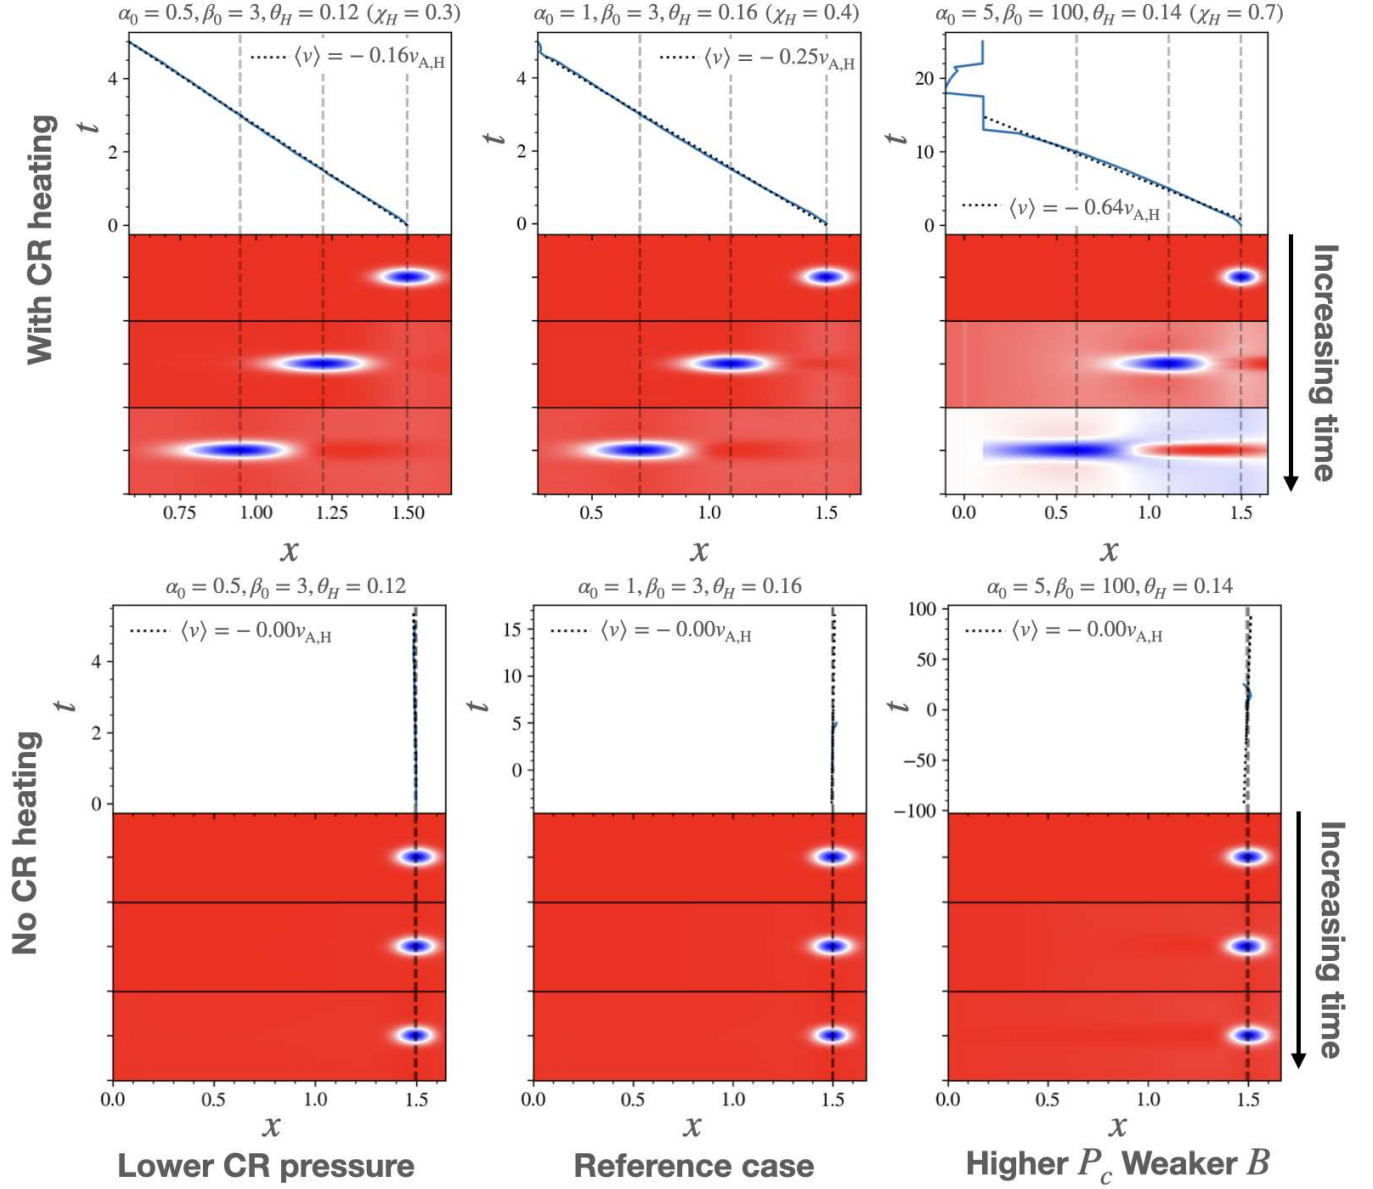 α₀ = 0.5, β₀ = 3, θ_H = 0.12 (χ_H = 0.3)
α₀ = 1, β₀ = 3, θ_H = 0.16 (χ_H = 0.4)
α₀ = 5, β₀ = 100, θ_H = 0.14 (χ_H = 0.7)
With CR heating
t
4
2
0
⟨v⟩ = − 0.16v_A,H
t
4
2
0
⟨v⟩ = − 0.25v_A,H
t
20
10
0
⟨v⟩ = − 0.64v_A,H
Increasing time
0.75 1.00 1.25 1.50
x
0.5 1.0 1.5
x
0.0 0.5 1.0 1.5
x
α₀ = 0.5, β₀ = 3, θ_H = 0.12
α₀ = 1, β₀ = 3, θ_H = 0.16
α₀ = 5, β₀ = 100, θ_H = 0.14
No CR heating
t
4
2
0
⟨v⟩ = − 0.00v_A,H
t
15
10
5
0
⟨v⟩ = − 0.00v_A,H
t
100
50
0
−50
−100
⟨v⟩ = − 0.00v_A,H
Increasing time
0.0 0.5 1.0 1.5
x
0.0 0.5 1.0 1.5
x
0.0 0.5 1.0 1.5
x
Lower CR pressure
Reference case
Higher P_c Weaker B